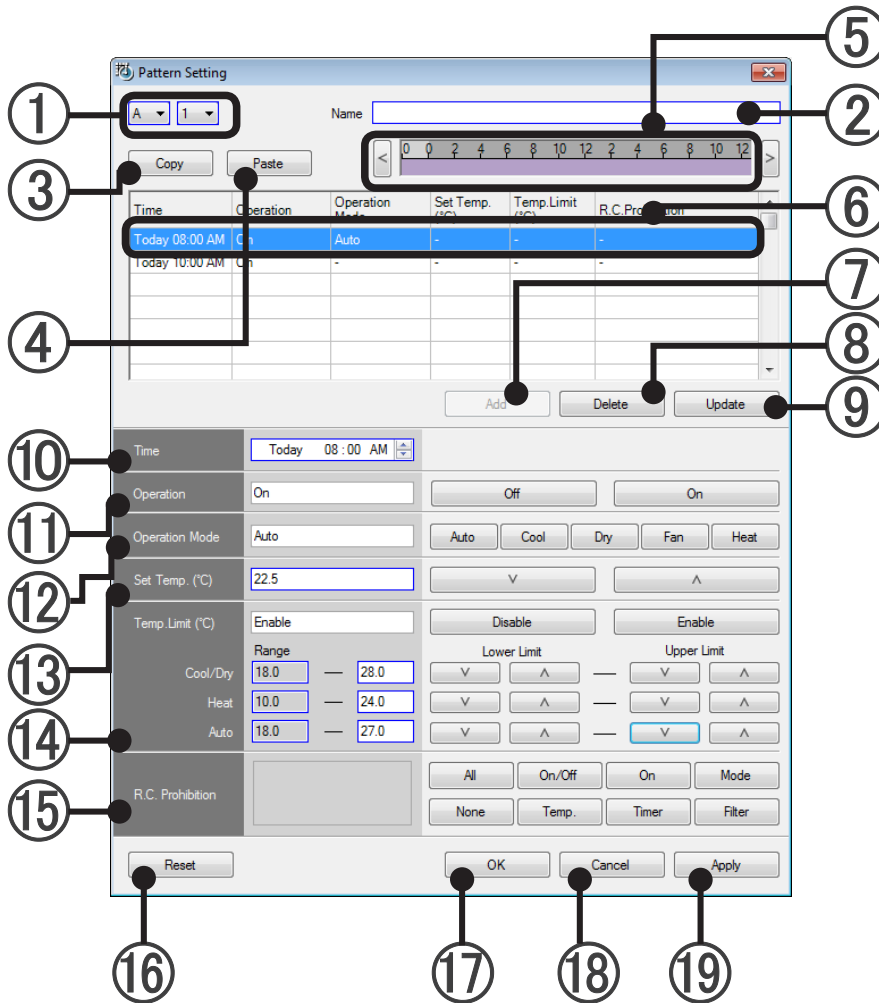 ⑤
Pattern Setting
① A 1 Name ②
0 0 2 4 6 8 10 12 2 4 6 8 10 12
③ Copy Paste < >
Time Operation Operation Mode Set Temp. (°C) Temp.Limit (°C) R.C.Prohibition ⑥
Today 08:00 AM On Auto - - -
Today 10:00 AM On - - - -
⑦
④ ⑧
Add Delete Update ⑨
⑩ Time Today 08 : 00 AM
⑪ Operation On Off On
⑫ Operation Mode Auto Auto Cool Dry Fan Heat
⑬ Set Temp. (°C) 22.5 ∨ ∧
Temp.Limit (°C) Enable Disable Enable
Range Lower Limit Upper Limit
Cool/Dry 18.0 — 28.0 ∨ ∧ — ∨ ∧
Heat 10.0 — 24.0 ∨ ∧ — ∨ ∧
⑭ Auto 18.0 — 27.0 ∨ ∧ — ∨ ∧
⑮ R.C. Prohibition All On/Off On Mode
None Temp. Timer Filter
Reset OK Cancel Apply
⑯ ⑰ ⑱ ⑲